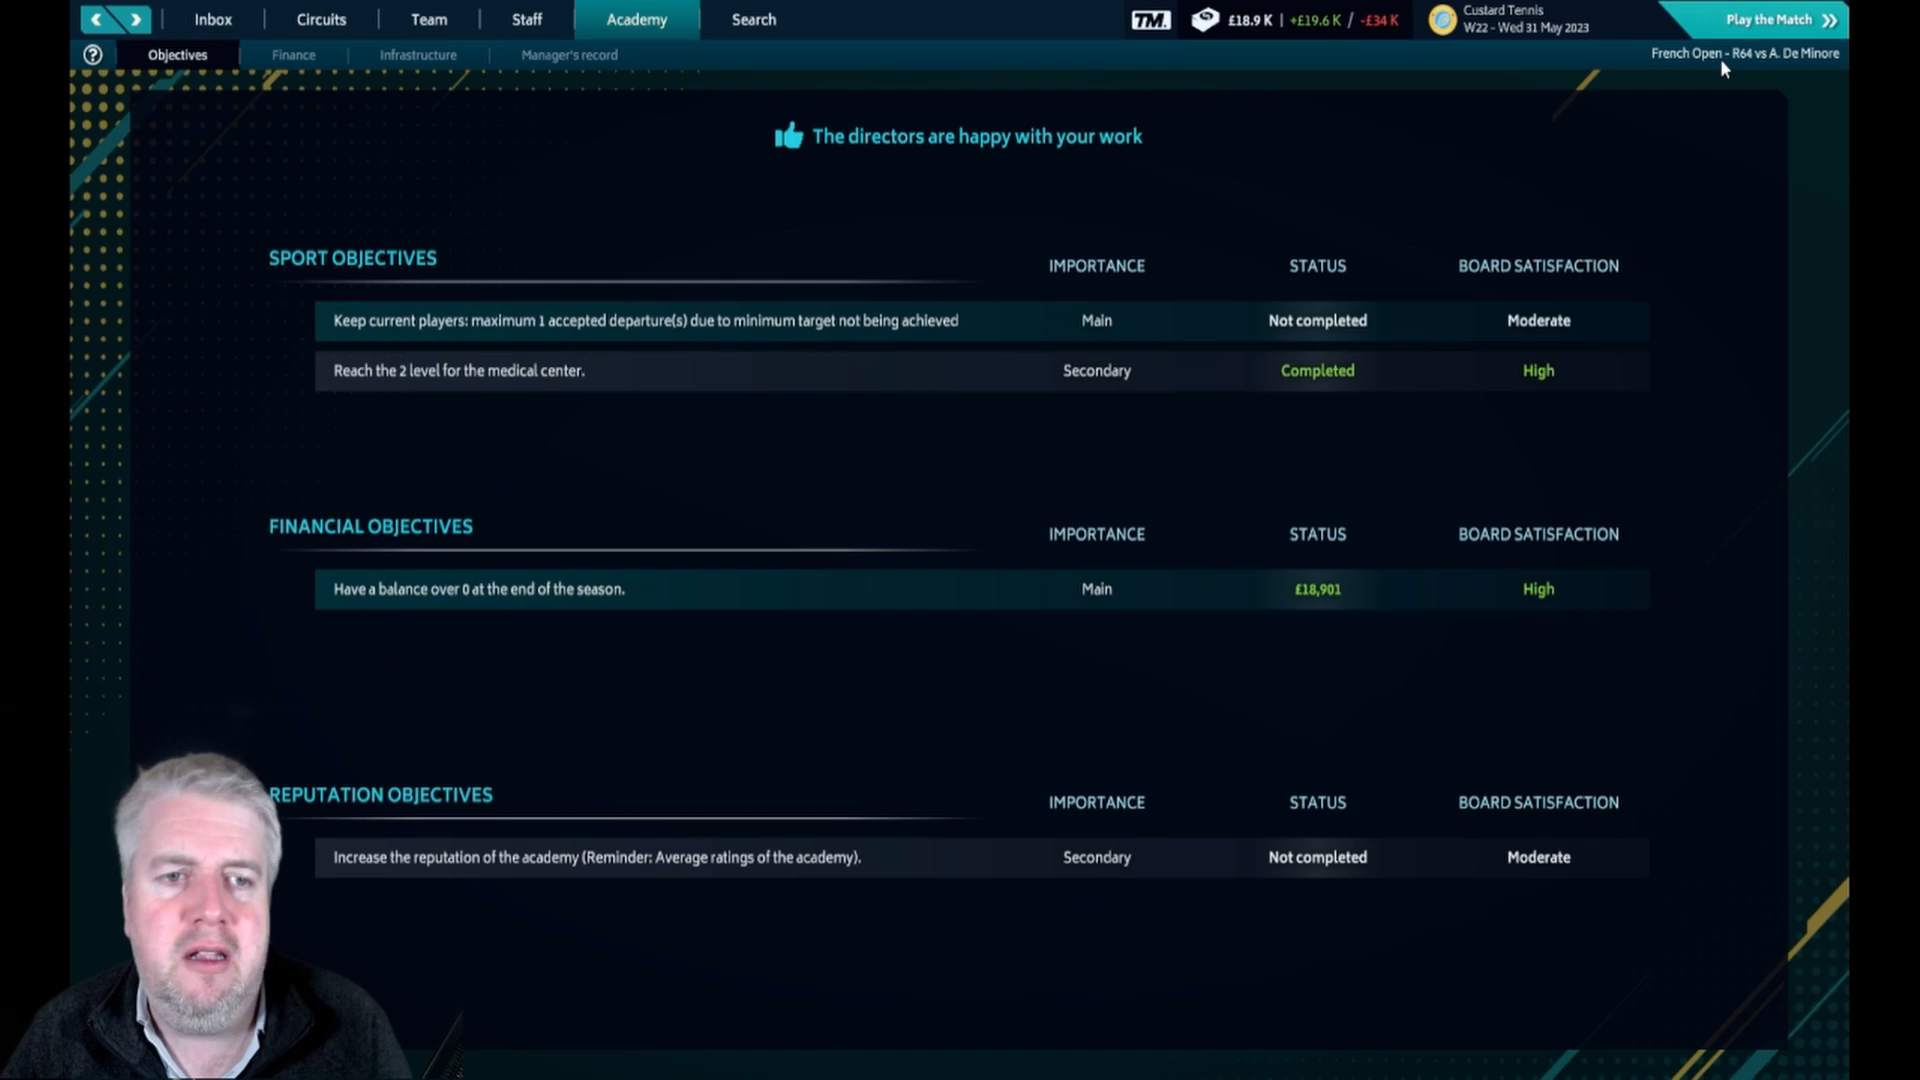 Inbox
Circuits
Team
Staff
Academy
Search
TM.
£18.9 K | +£19.6 K / -£34 K
Custard Tennis
W22 - Wed 31 May 2023
Play the Match
?
Objectives
Finance
Infrastructure
Manager's record
French Open - R64 vs A. De Minore
The directors are happy with your work
SPORT OBJECTIVES
IMPORTANCE
STATUS
BOARD SATISFACTION
Keep current players: maximum 1 accepted departure(s) due to minimum target not being achieved
Main
Not completed
Moderate
Reach the 2 level for the medical center.
Secondary
Completed
High
FINANCIAL OBJECTIVES
IMPORTANCE
STATUS
BOARD SATISFACTION
Have a balance over 0 at the end of the season.
Main
£18,901
High
REPUTATION OBJECTIVES
IMPORTANCE
STATUS
BOARD SATISFACTION
Increase the reputation of the academy (Reminder: Average ratings of the academy).
Secondary
Not completed
Moderate